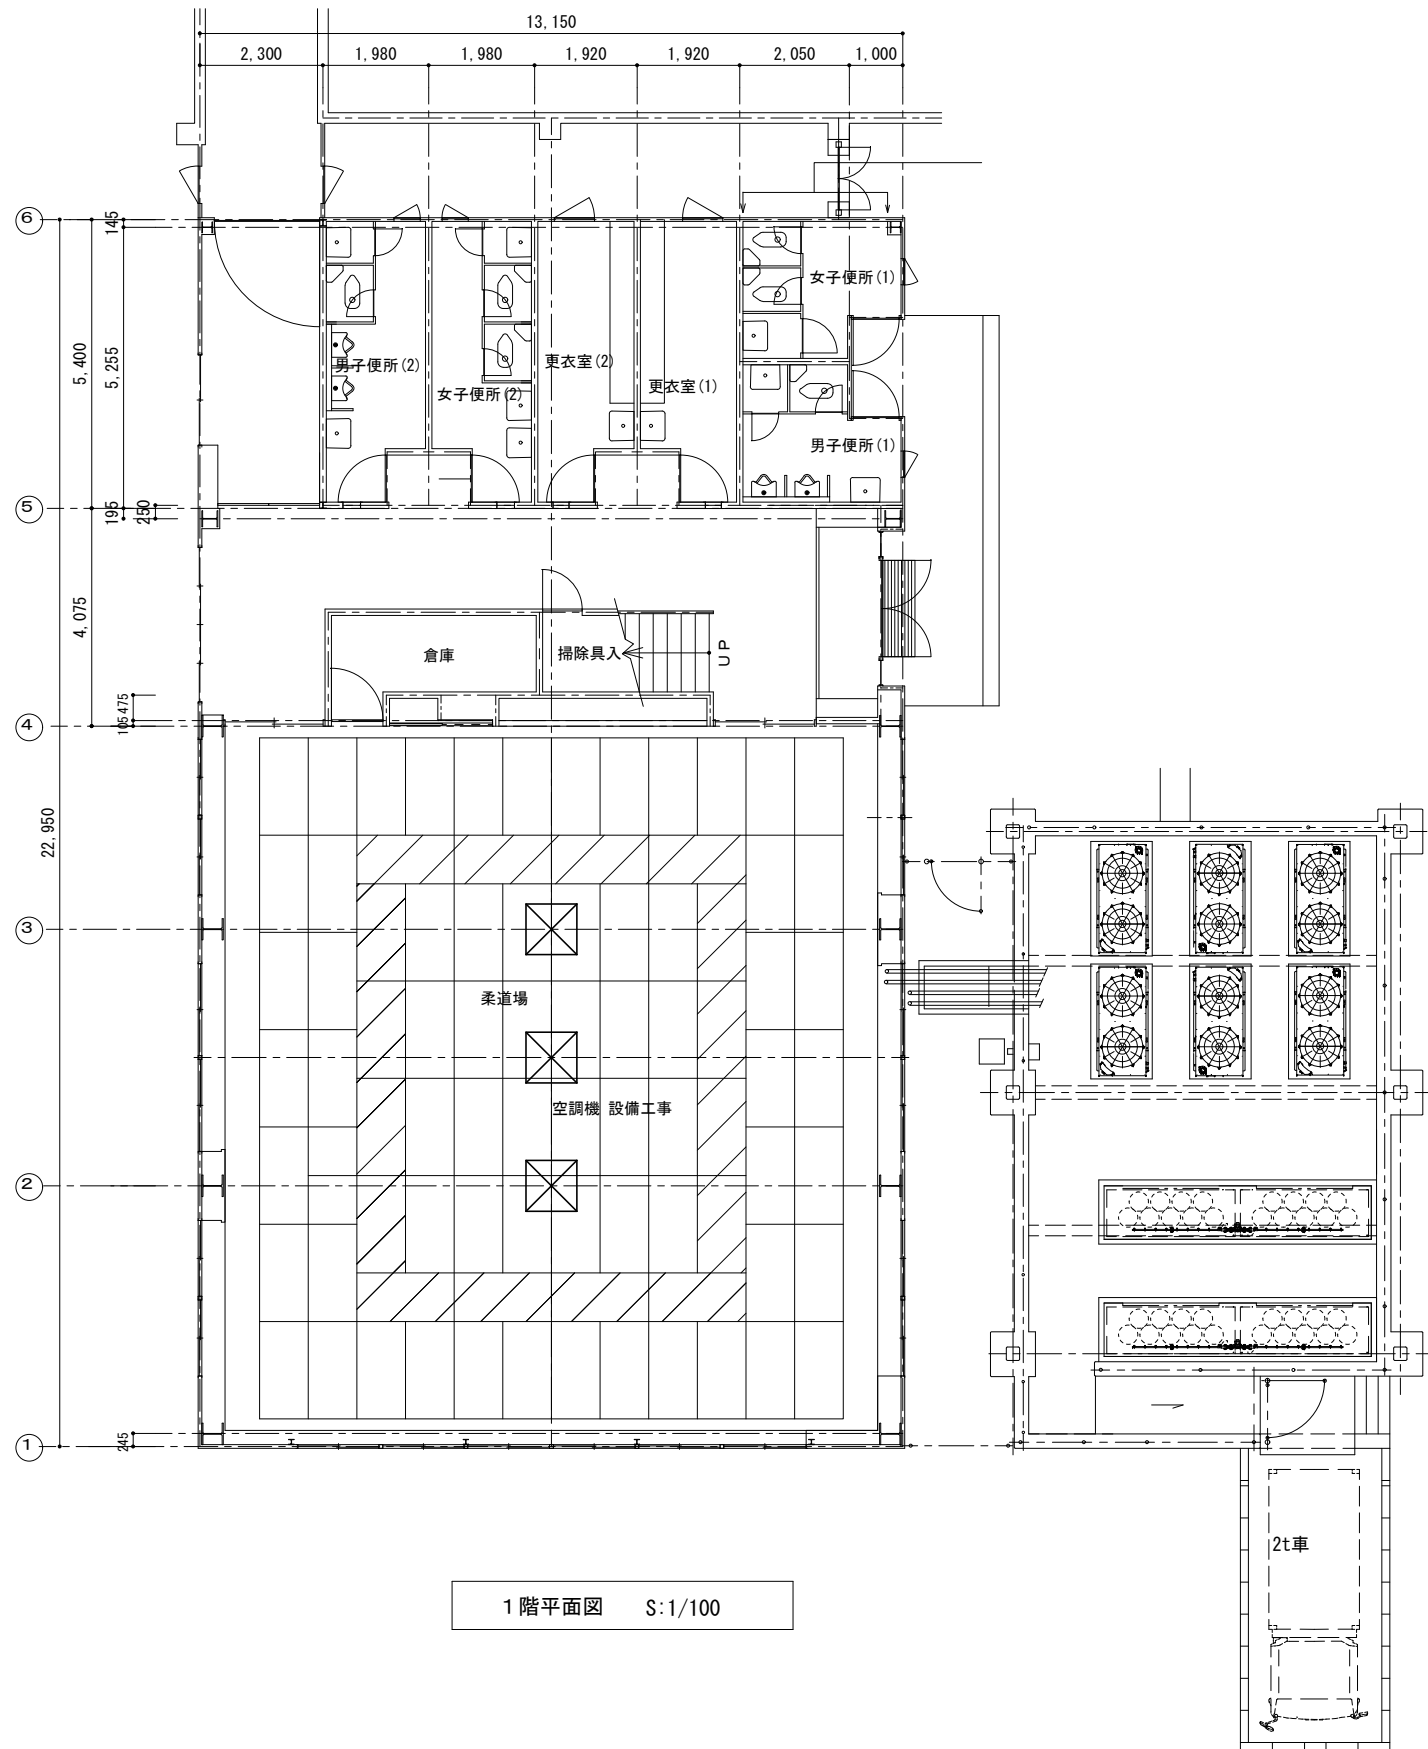 13,150
2,300
1,980
1,980
1,920
1,920
2,050
1,000
6
145
女子便所(1)
5,400
5,255
男子便所(2)
女子便所(2)
更衣室(2)
更衣室(1)
男子便所(1)
5
195
250
4,075
倉庫
掃除具入
UP
475
105
4
22,950
3
柔道場
空調機 設備工事
2
1
245
2t車
1階平面図 S:1/100